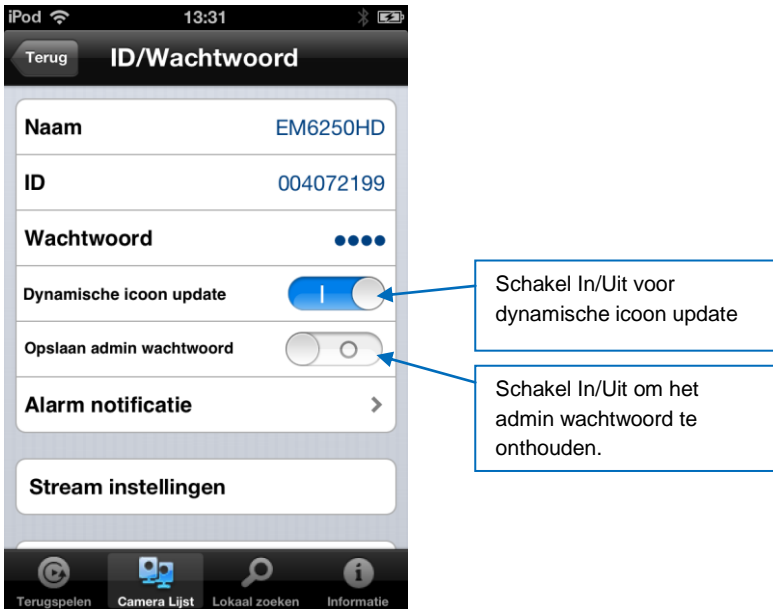 iPod 13:31
Terug ID/Wachtwoord
Naam EM6250HD
ID 004072199
Wachtwoord ●●●●
Dynamische icoon update
Opslaan admin wachtwoord
Alarm notificatie
Stream instellingen
Terugspelen Camera Lijst Lokaal zoeken Informatie
Schakel In/Uit voor
dynamische icoon update
Schakel In/Uit om het
admin wachtwoord te
onthouden.